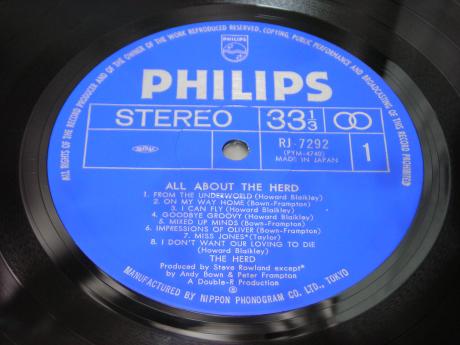 ALL RIGHTS OF THE RECORD PRODUCER AND OF THE OWNER OF THE WORK REPRODUCED RESERVED. COPYING, PUBLIC PERFORMANCE AND BROADCASTING OF THIS RECORD PROHIBITED
PHILIPS
PHILIPS
STEREO 33 1/3
RJ-7292
(PYM-4740)
MADE IN JAPAN
1
ALL ABOUT THE HERD
1. FROM THE UNDERWORLD (Howard Blaikley)
2. ON MY WAY HOME (Bown-Frampton)
3. I CAN FLY (Howard Blaikley)
4. GOODBYE GROOVY (Howard Blaikley)
5. MIXED UP MINDS (Bown-Frampton)
6. IMPRESSIONS OF OLIVER (Bown-Frampton)
7. MISS JONES*(Taylor)
8. I DON'T WANT OUR LOVING TO DIE
(Howard Blaikley)
THE HERD
Produced by Steve Rowland except*
by Andy Bown & Peter Frampton
A Double-R Production
MANUFACTURED BY NIPPON PHONOGRAM CO. LTD., TOKYO